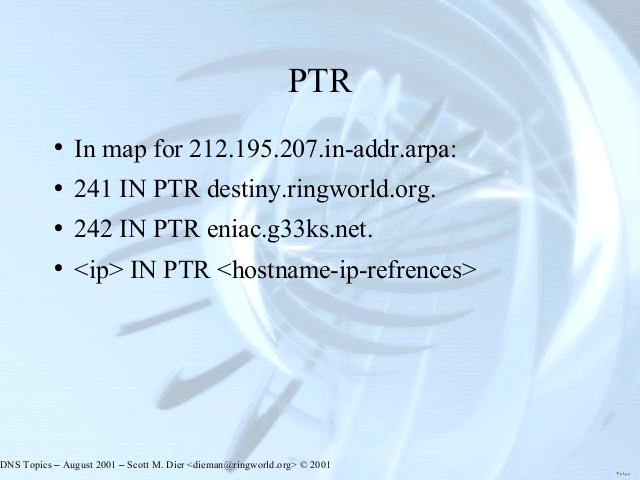 PTR
• In map for 212.195.207.in-addr.arpa:
• 241 IN PTR destiny.ringworld.org.
• 242 IN PTR eniac.g33ks.net.
• <ip> IN PTR <hostname-ip-refrences>
DNS Topics – August 2001 – Scott M. Dier <dieman@ringworld.org> © 2001